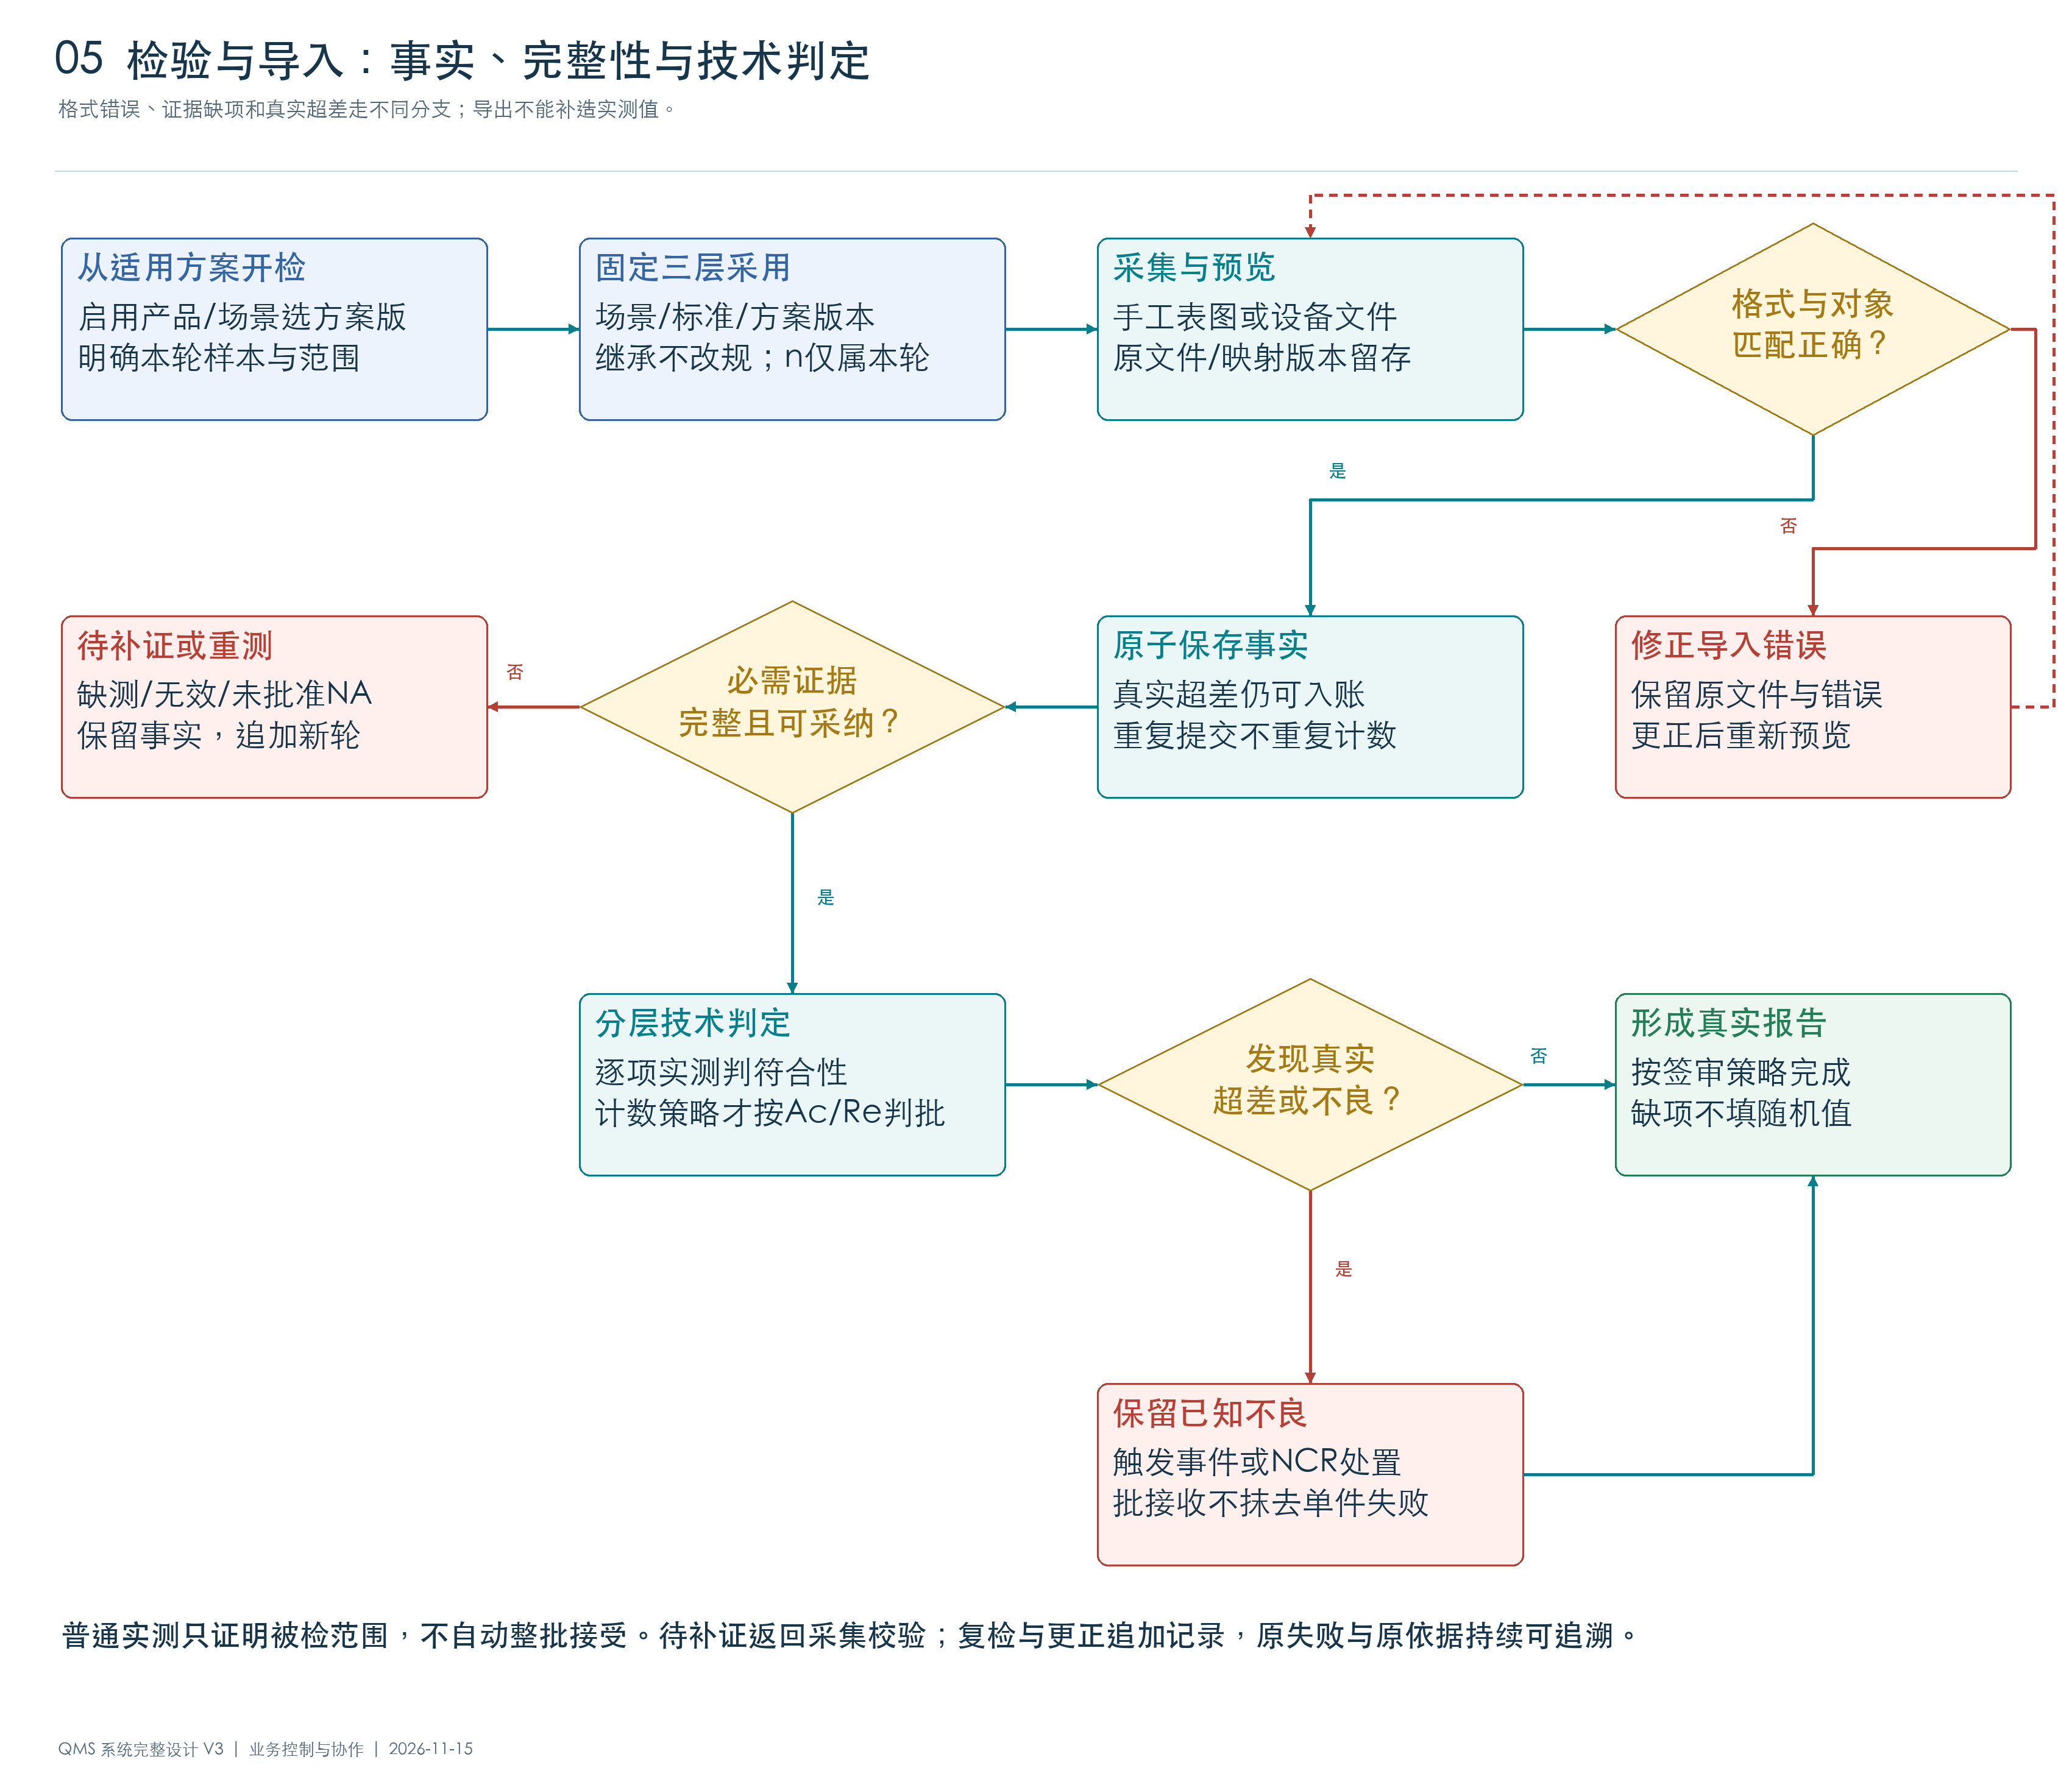 05 检验与导入：事实、完整性与技术判定
格式错误、证据缺项和真实超差走不同分支；导出不能补造实测值。
从适用方案开检
启用产品/场景选方案版
明确本轮样本与范围
固定三层采用
场景/标准/方案版本
继承不改规；n仅属本轮
采集与预览
手工表图或设备文件
原文件/映射版本留存
格式与对象
匹配正确？
是
否
待补证或重测
缺测/无效/未批准NA
保留事实，追加新轮
否
必需证据
完整且可采纳？
原子保存事实
真实超差仍可入账
重复提交不重复计数
修正导入错误
保留原文件与错误
更正后重新预览
是
分层技术判定
逐项实测判符合性
计数策略才按Ac/Re判批
发现真实
超差或不良？
否
形成真实报告
按签审策略完成
缺项不填随机值
是
保留已知不良
触发事件或NCR处置
批接收不抹去单件失败
普通实测只证明被检范围，不自动整批接受。待补证返回采集校验；复检与更正追加记录，原失败与原依据持续可追溯。
QMS 系统完整设计 V3 | 业务控制与协作 | 2026-11-15